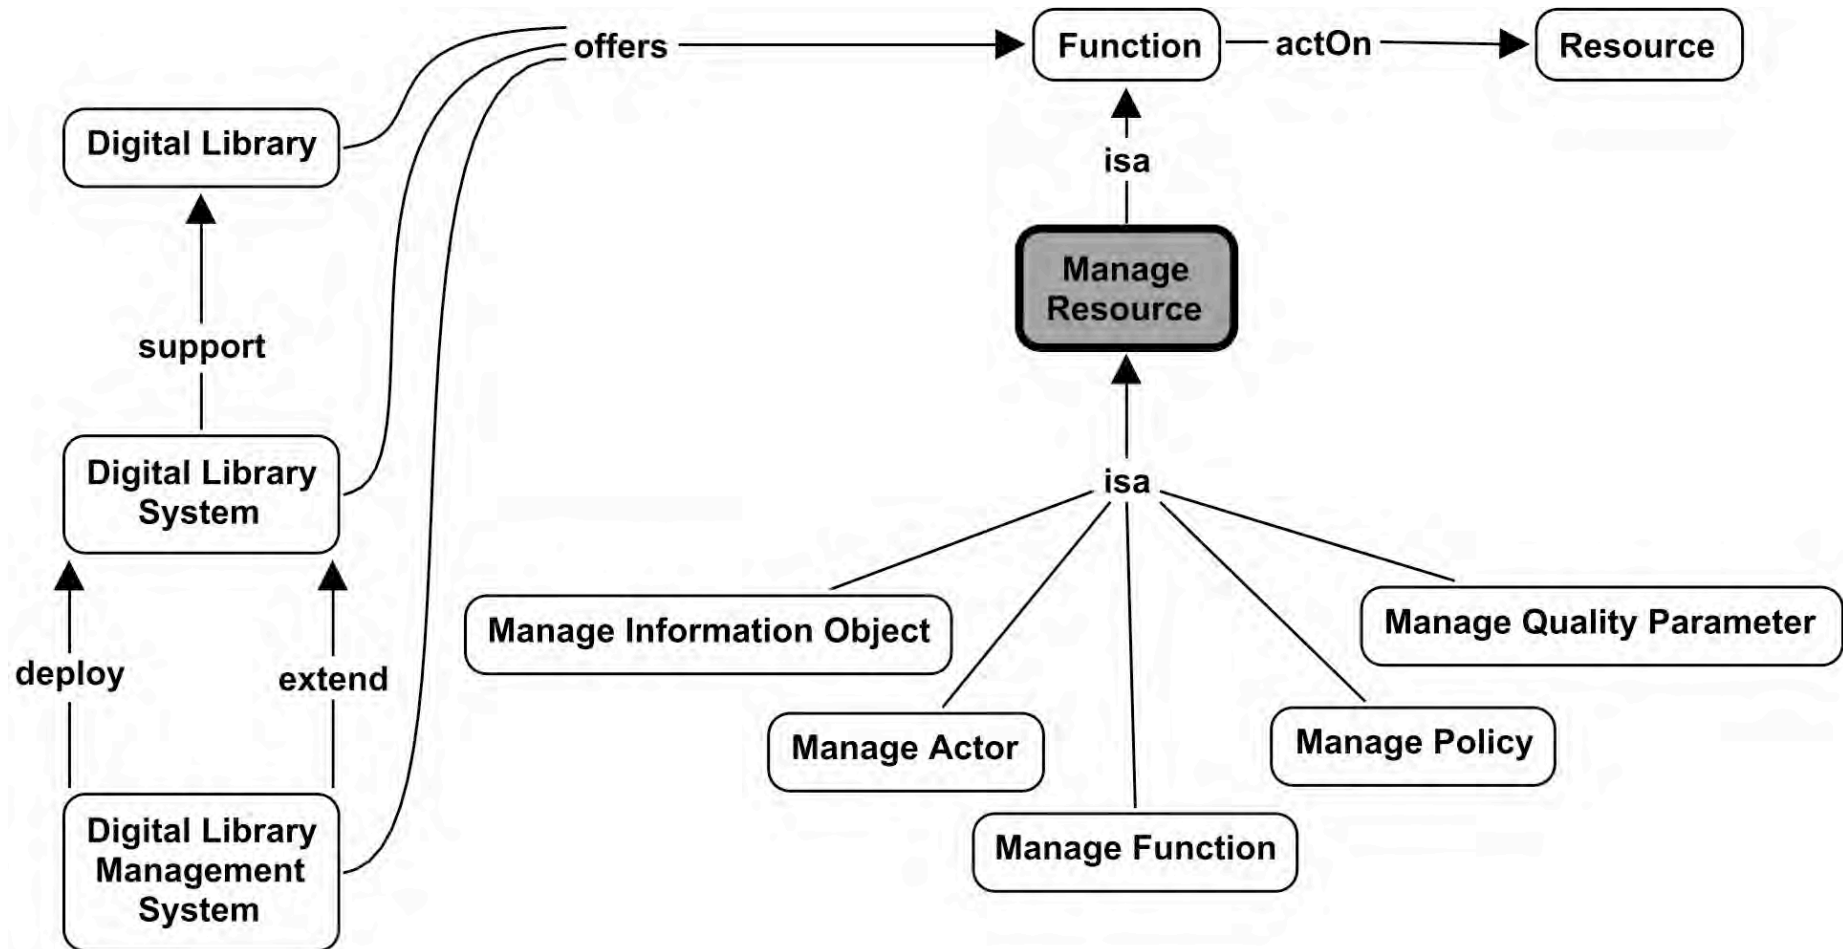 offers
Function
actOn
Resource
Digital Library
isa
Manage
Resource
support
Digital Library
System
isa
Manage Information Object
Manage Quality Parameter
deploy
extend
Manage Actor
Manage Policy
Manage Function
Digital Library
Management
System